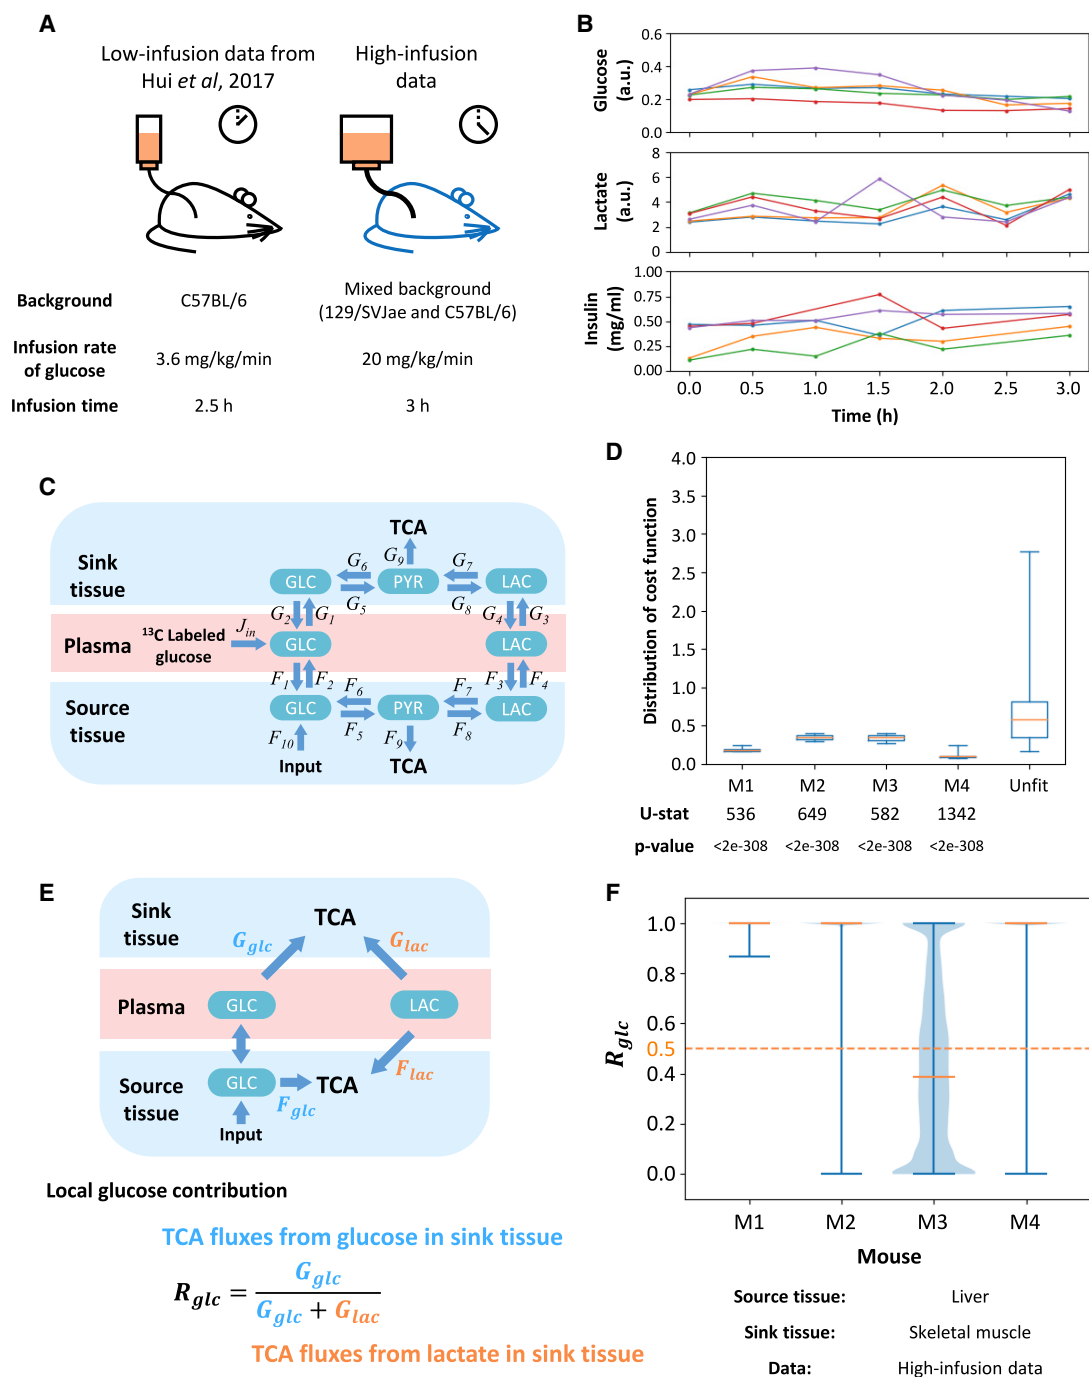 A
Low-infusion data from
Hui et al, 2017
High-infusion
data
Background
C57BL/6
Mixed background
(129/SVJae and C57BL/6)
Infusion rate
of glucose
3.6 mg/kg/min
20 mg/kg/min
Infusion time
2.5 h
3 h
B
Glucose
(a.u.)
0.6
0.4
0.2
0.0
Lactate
(a.u.)
8
6
4
2
0
Insulin
(mg/ml)
1.00
0.75
0.50
0.25
0.00
0.0 0.5 1.0 1.5 2.0 2.5 3.0
Time (h)
C
Sink
tissue
TCA
G6 G9 G7
GLC PYR LAC
G5 G8
G2 G1 G4 G3
Plasma
13C Labeled
glucose
Jin
GLC LAC
F1 F2 F3 F4
Source
tissue
F6 F7
GLC PYR LAC
F10 F5 F9 F8
Input
TCA
D
Distribution of cost function
4.0
3.5
3.0
2.5
2.0
1.5
1.0
0.5
0.0
M1 M2 M3 M4 Unfit
U-stat 536 649 582 1342
p-value <2e-308 <2e-308 <2e-308 <2e-308
E
Sink
tissue
TCA
Gglc Glac
Plasma
GLC LAC
Source
tissue
GLC TCA
Fglc Flac
Input
Local glucose contribution
TCA fluxes from glucose in sink tissue
Rglc = Gglc / Gglc + Glac
TCA fluxes from lactate in sink tissue
F
Rglc
1.0
0.8
0.6
0.5
0.4
0.2
0.0
M1 M2 M3 M4
Mouse
Source tissue: Liver
Sink tissue: Skeletal muscle
Data: High-infusion data